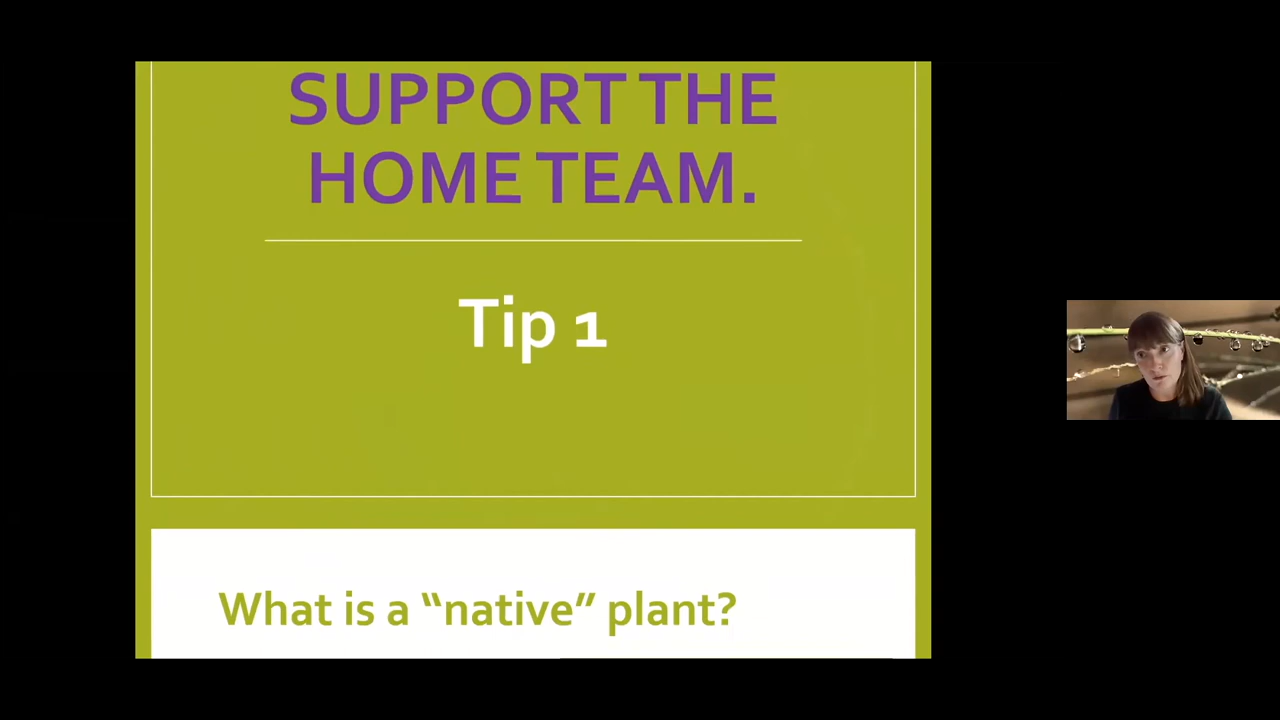 SUPPORT THE
HOME TEAM.
Tip 1
What is a “native” plant?